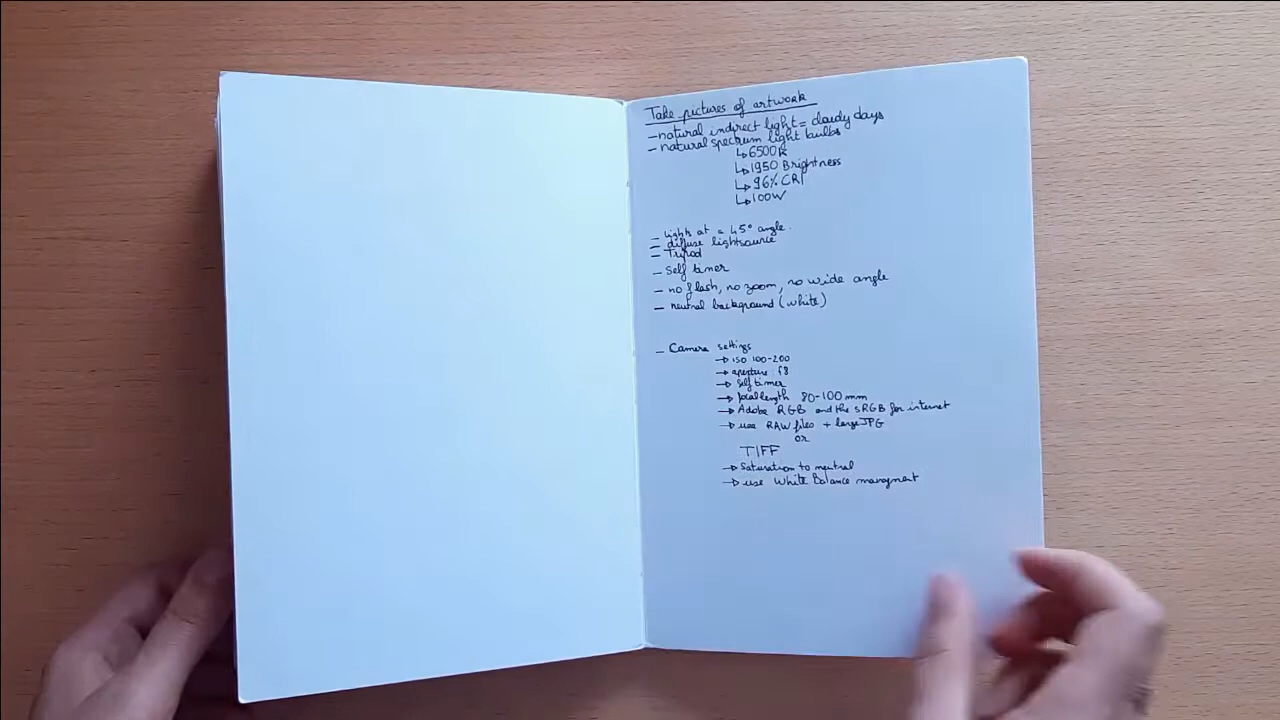 Take pictures of artwork
- natural indirect light = cloudy days
- natural spectrum light bulbs
↳ 6500K
↳ 1950 Brightness
↳ 96% CRI
↳ 100W
- Lights at a 45° angle.
- diffuse lightsource
- Tripod
- Self timer
- no flash, no zoom, no wide angle
- neutral background (white)
- Camera settings
→ iso 100-200
→ aperture f8
→ Self timer
→ focal length 80-100 mm
→ Adobe RGB and the sRGB for internet
→ use RAW files + large JPG
or
TIFF
→ Saturation to neutral
→ use White balance managment